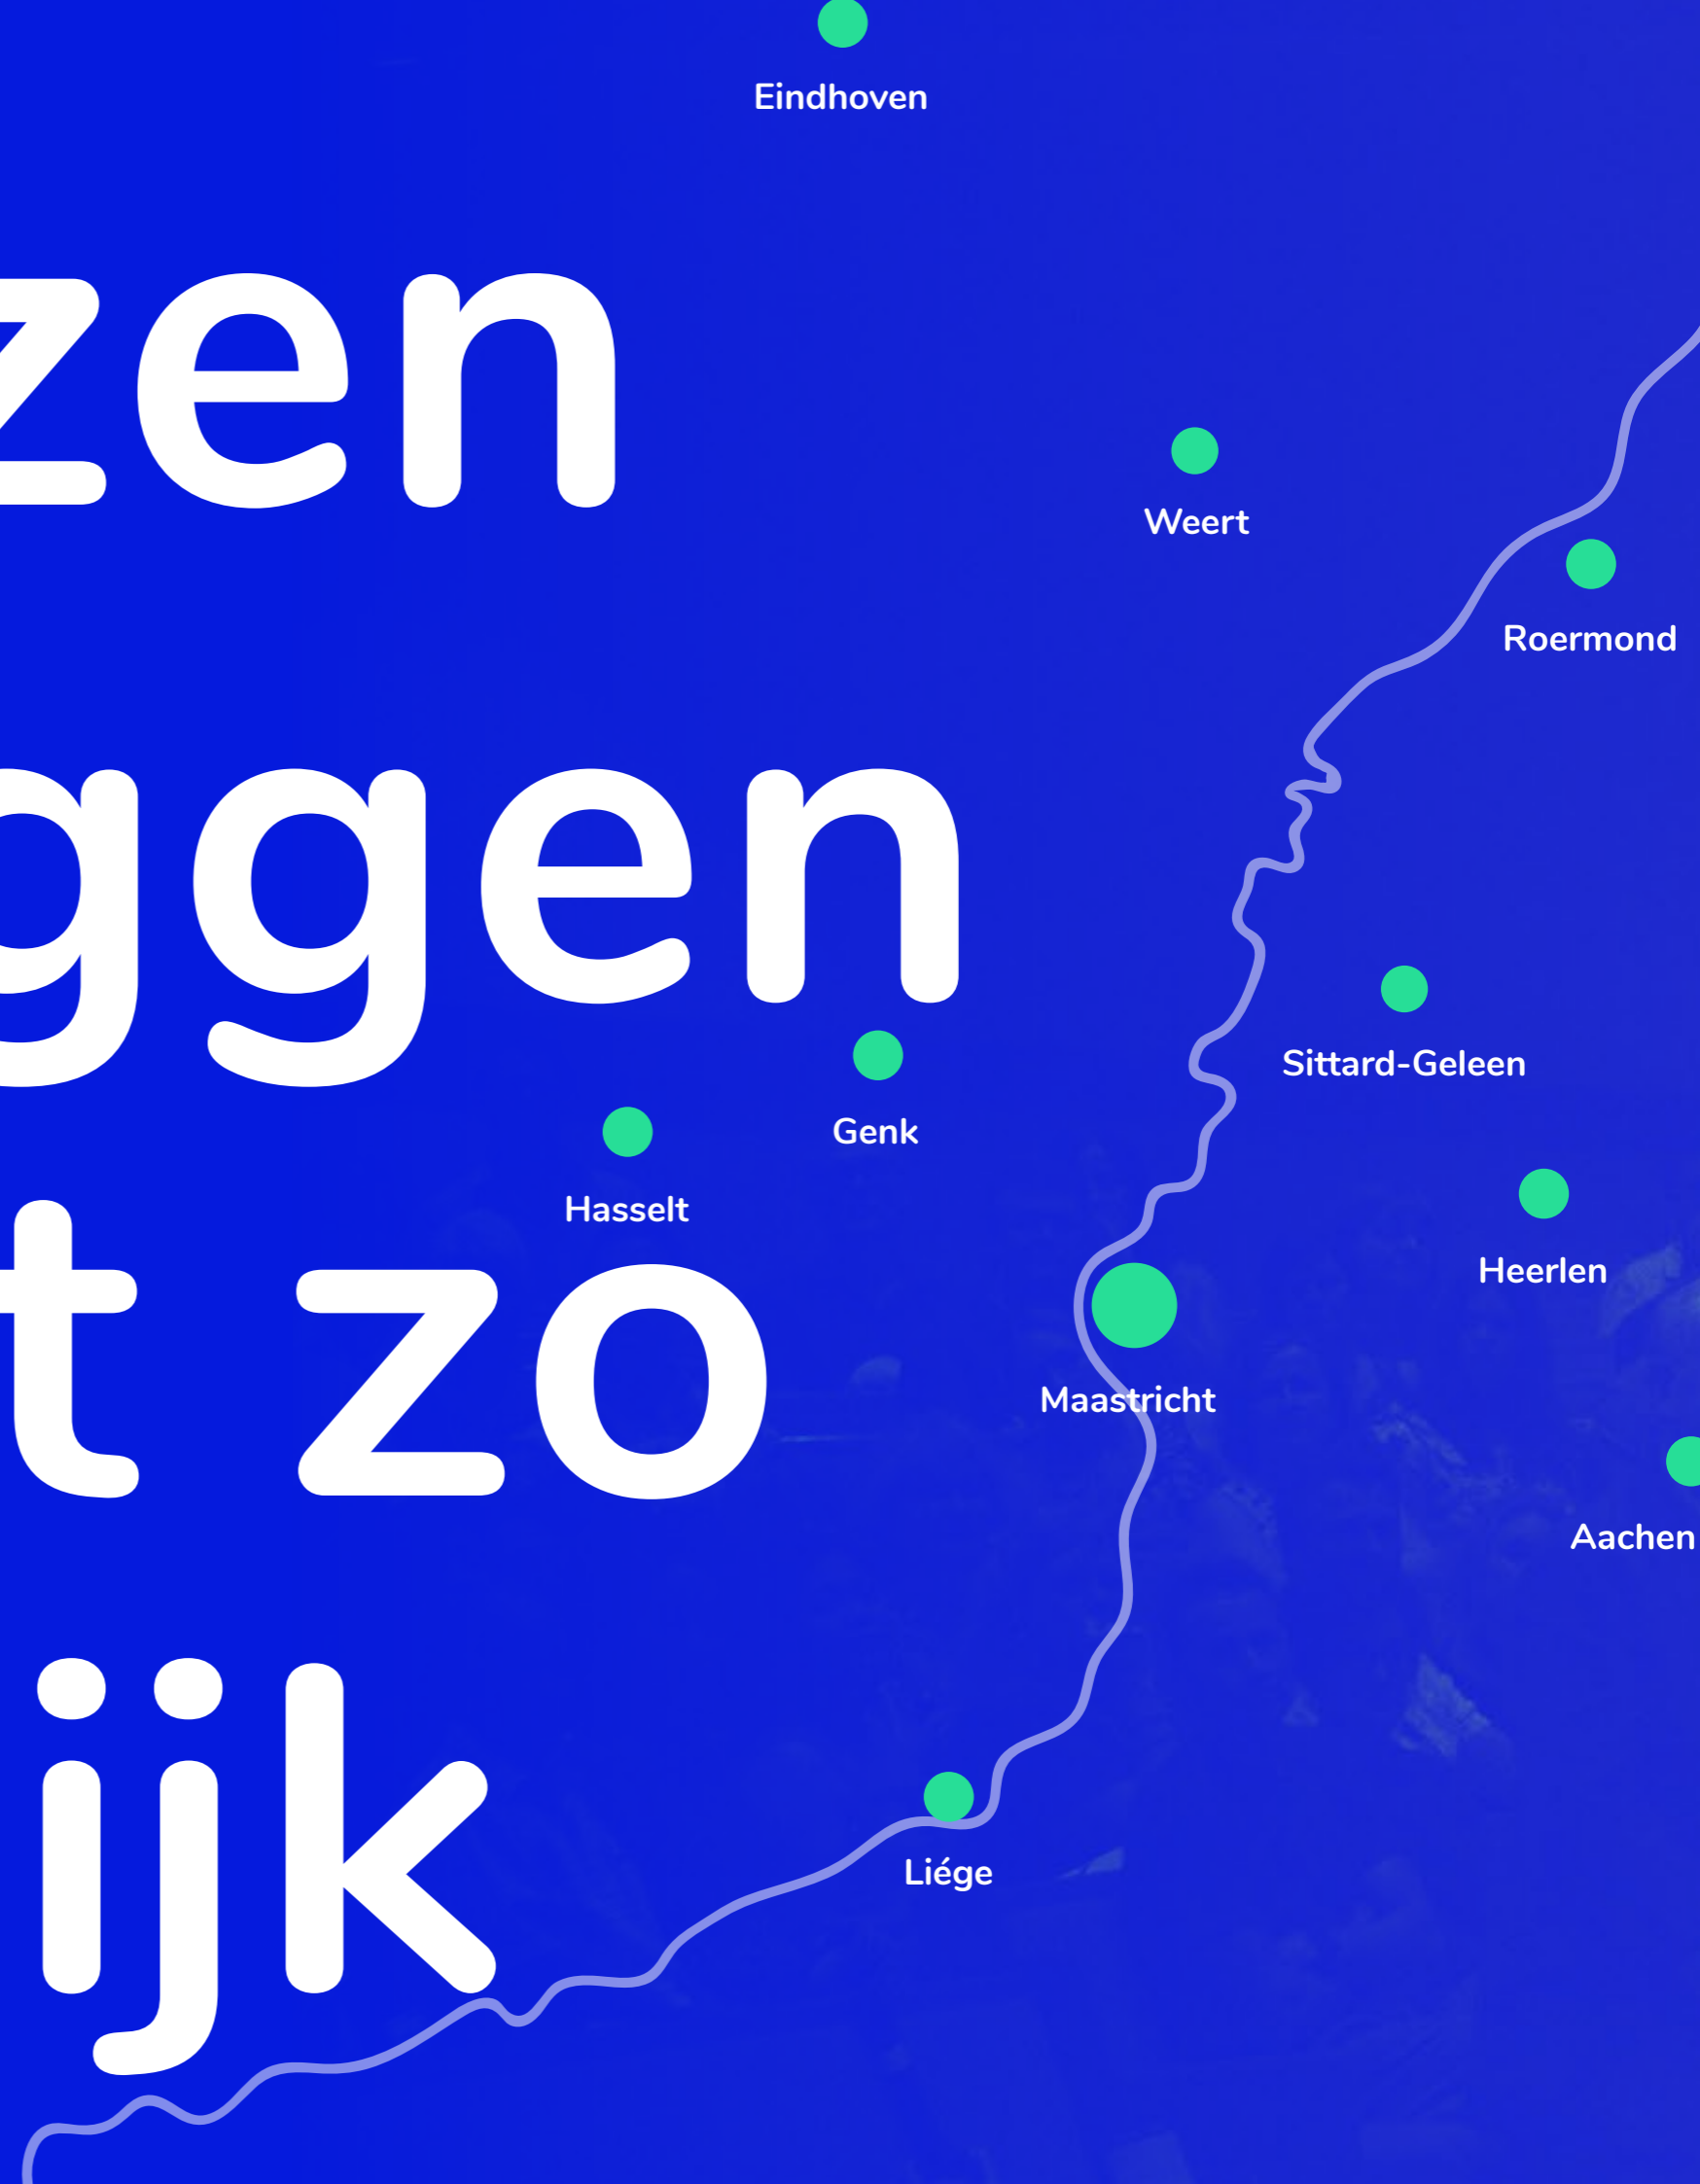 Eindhoven
zen
Weert
Roermond
ggen
Sittard-Geleen
Genk
Hasselt
Heerlen
t zo
Maastricht
Aachen
ijk
Liége